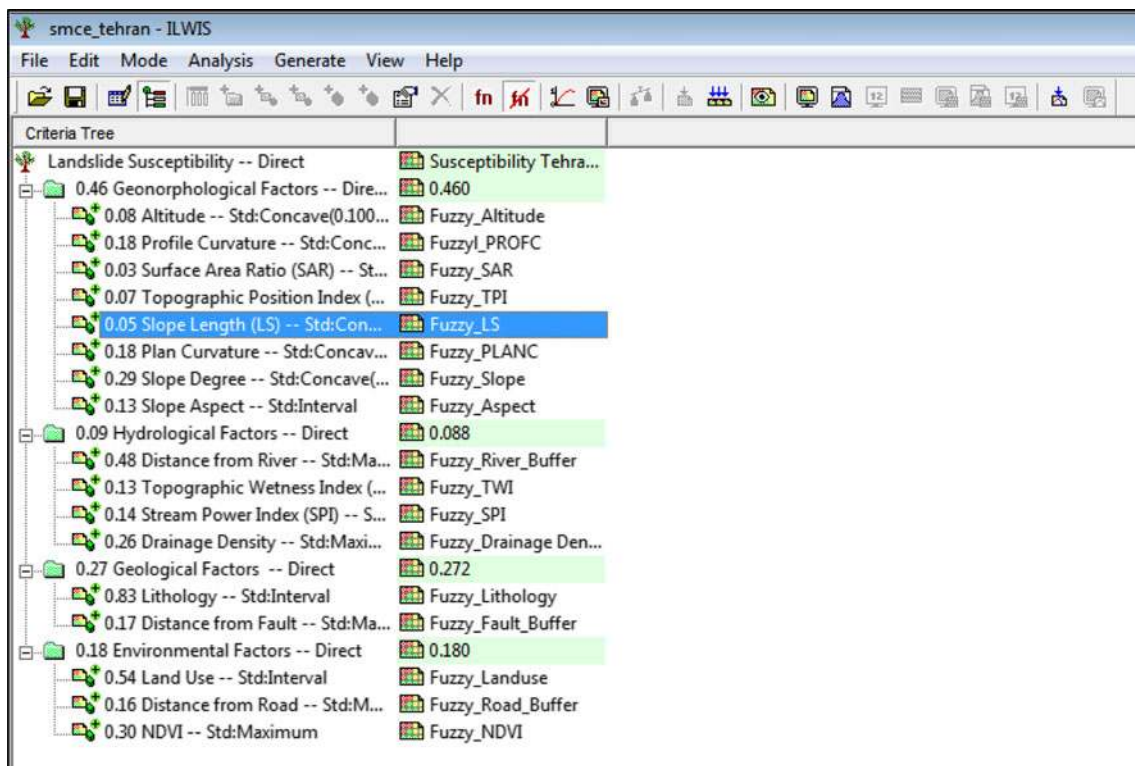 smce_tehran - ILWIS
File Edit Mode Analysis Generate View Help
fn fn 12 12
Criteria Tree
Landslide Susceptibility -- Direct Susceptibility Tehra...
0.46 Geonorphological Factors -- Dire... 0.460
0.08 Altitude -- Std:Concave(0.100... Fuzzy_Altitude
0.18 Profile Curvature -- Std:Conc... Fuzzyl_PROFC
0.03 Surface Area Ratio (SAR) -- St... Fuzzy_SAR
0.07 Topographic Position Index (... Fuzzy_TPI
0.05 Slope Length (LS) -- Std:Con... Fuzzy_LS
0.18 Plan Curvature -- Std:Concav... Fuzzy_PLANC
0.29 Slope Degree -- Std:Concave(... Fuzzy_Slope
0.13 Slope Aspect -- Std:Interval Fuzzy_Aspect
0.09 Hydrological Factors -- Direct 0.088
0.48 Distance from River -- Std:Ma... Fuzzy_River_Buffer
0.13 Topographic Wetness Index (... Fuzzy_TWI
0.14 Stream Power Index (SPI) -- S... Fuzzy_SPI
0.26 Drainage Density -- Std:Maxi... Fuzzy_Drainage Den...
0.27 Geological Factors -- Direct 0.272
0.83 Lithology -- Std:Interval Fuzzy_Lithology
0.17 Distance from Fault -- Std:Ma... Fuzzy_Fault_Buffer
0.18 Environmental Factors -- Direct 0.180
0.54 Land Use -- Std:Interval Fuzzy_Landuse
0.16 Distance from Road -- Std:M... Fuzzy_Road_Buffer
0.30 NDVI -- Std:Maximum Fuzzy_NDVI